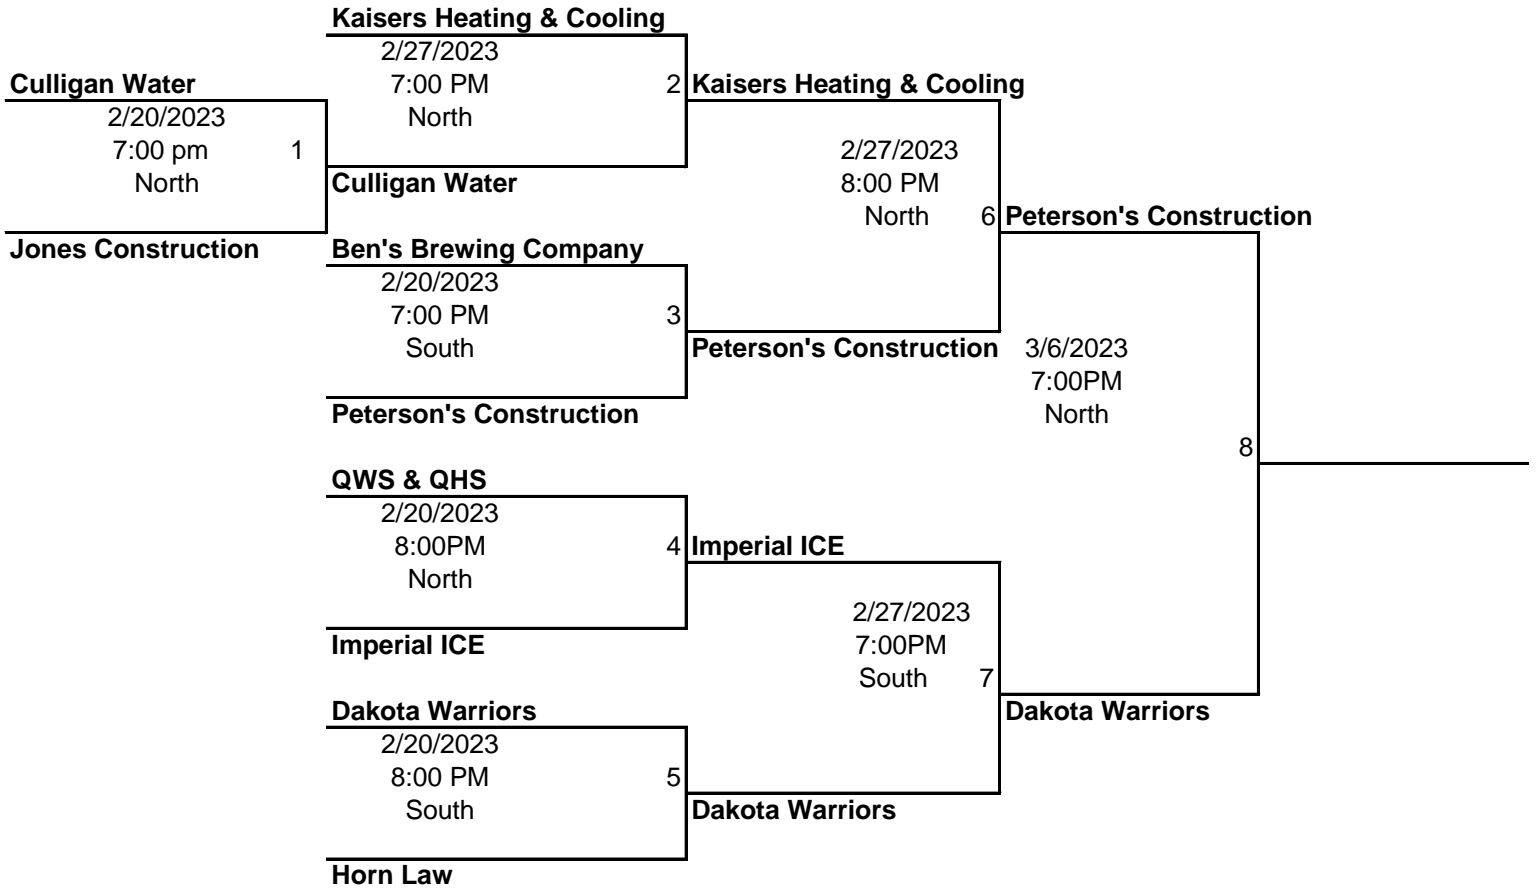 Kaisers Heating & Cooling
2/27/2023
Culligan Water
7:00 PM
2
Kaisers Heating & Cooling
2/20/2023
North
7:00 pm
1
2/27/2023
North
Culligan Water
8:00 PM
North
6
Peterson's Construction
Jones Construction
Ben's Brewing Company
2/20/2023
7:00 PM
3
South
Peterson's Construction
3/6/2023
7:00PM
Peterson's Construction
North
8
QWS & QHS
2/20/2023
8:00PM
4
Imperial ICE
North
2/27/2023
Imperial ICE
7:00PM
South
7
Dakota Warriors
Dakota Warriors
2/20/2023
8:00 PM
5
South
Dakota Warriors
Horn Law